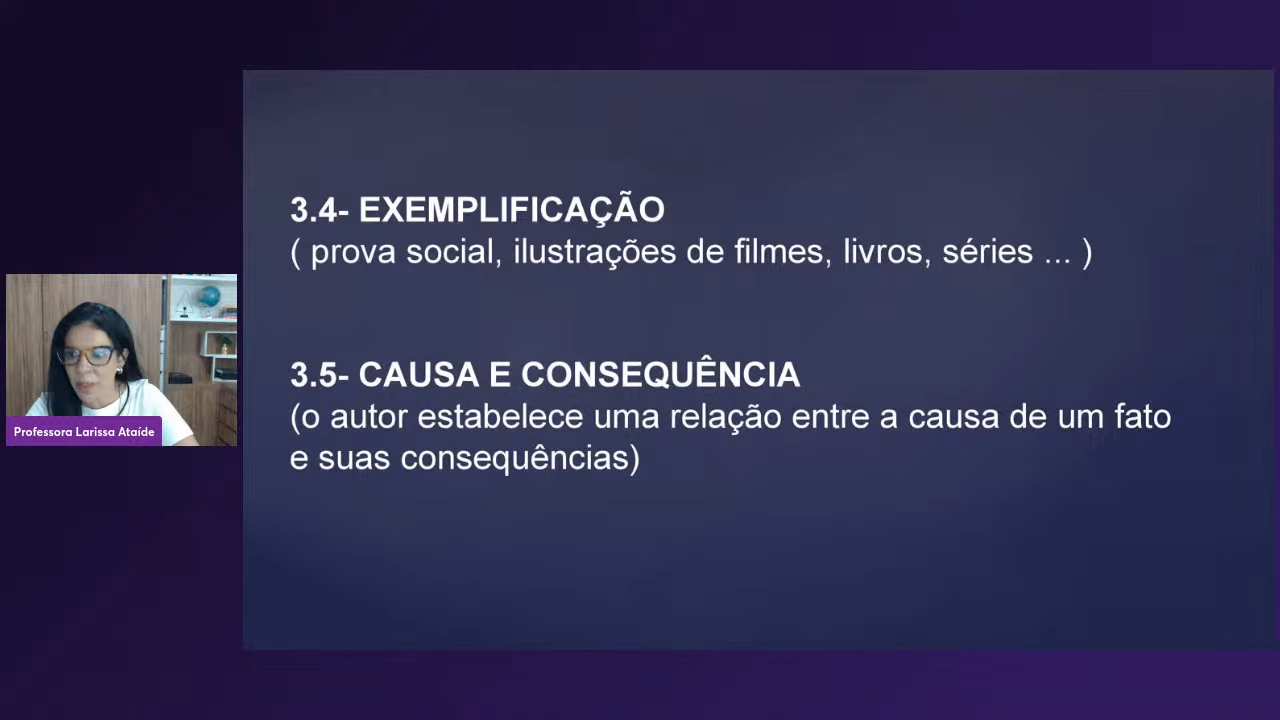 3.4- EXEMPLIFICAÇÃO
( prova social, ilustrações de filmes, livros, séries ... )
3.5- CAUSA E CONSEQUÊNCIA
(o autor estabelece uma relação entre a causa de um fato
e suas consequências)
Professora Larissa Ataíde